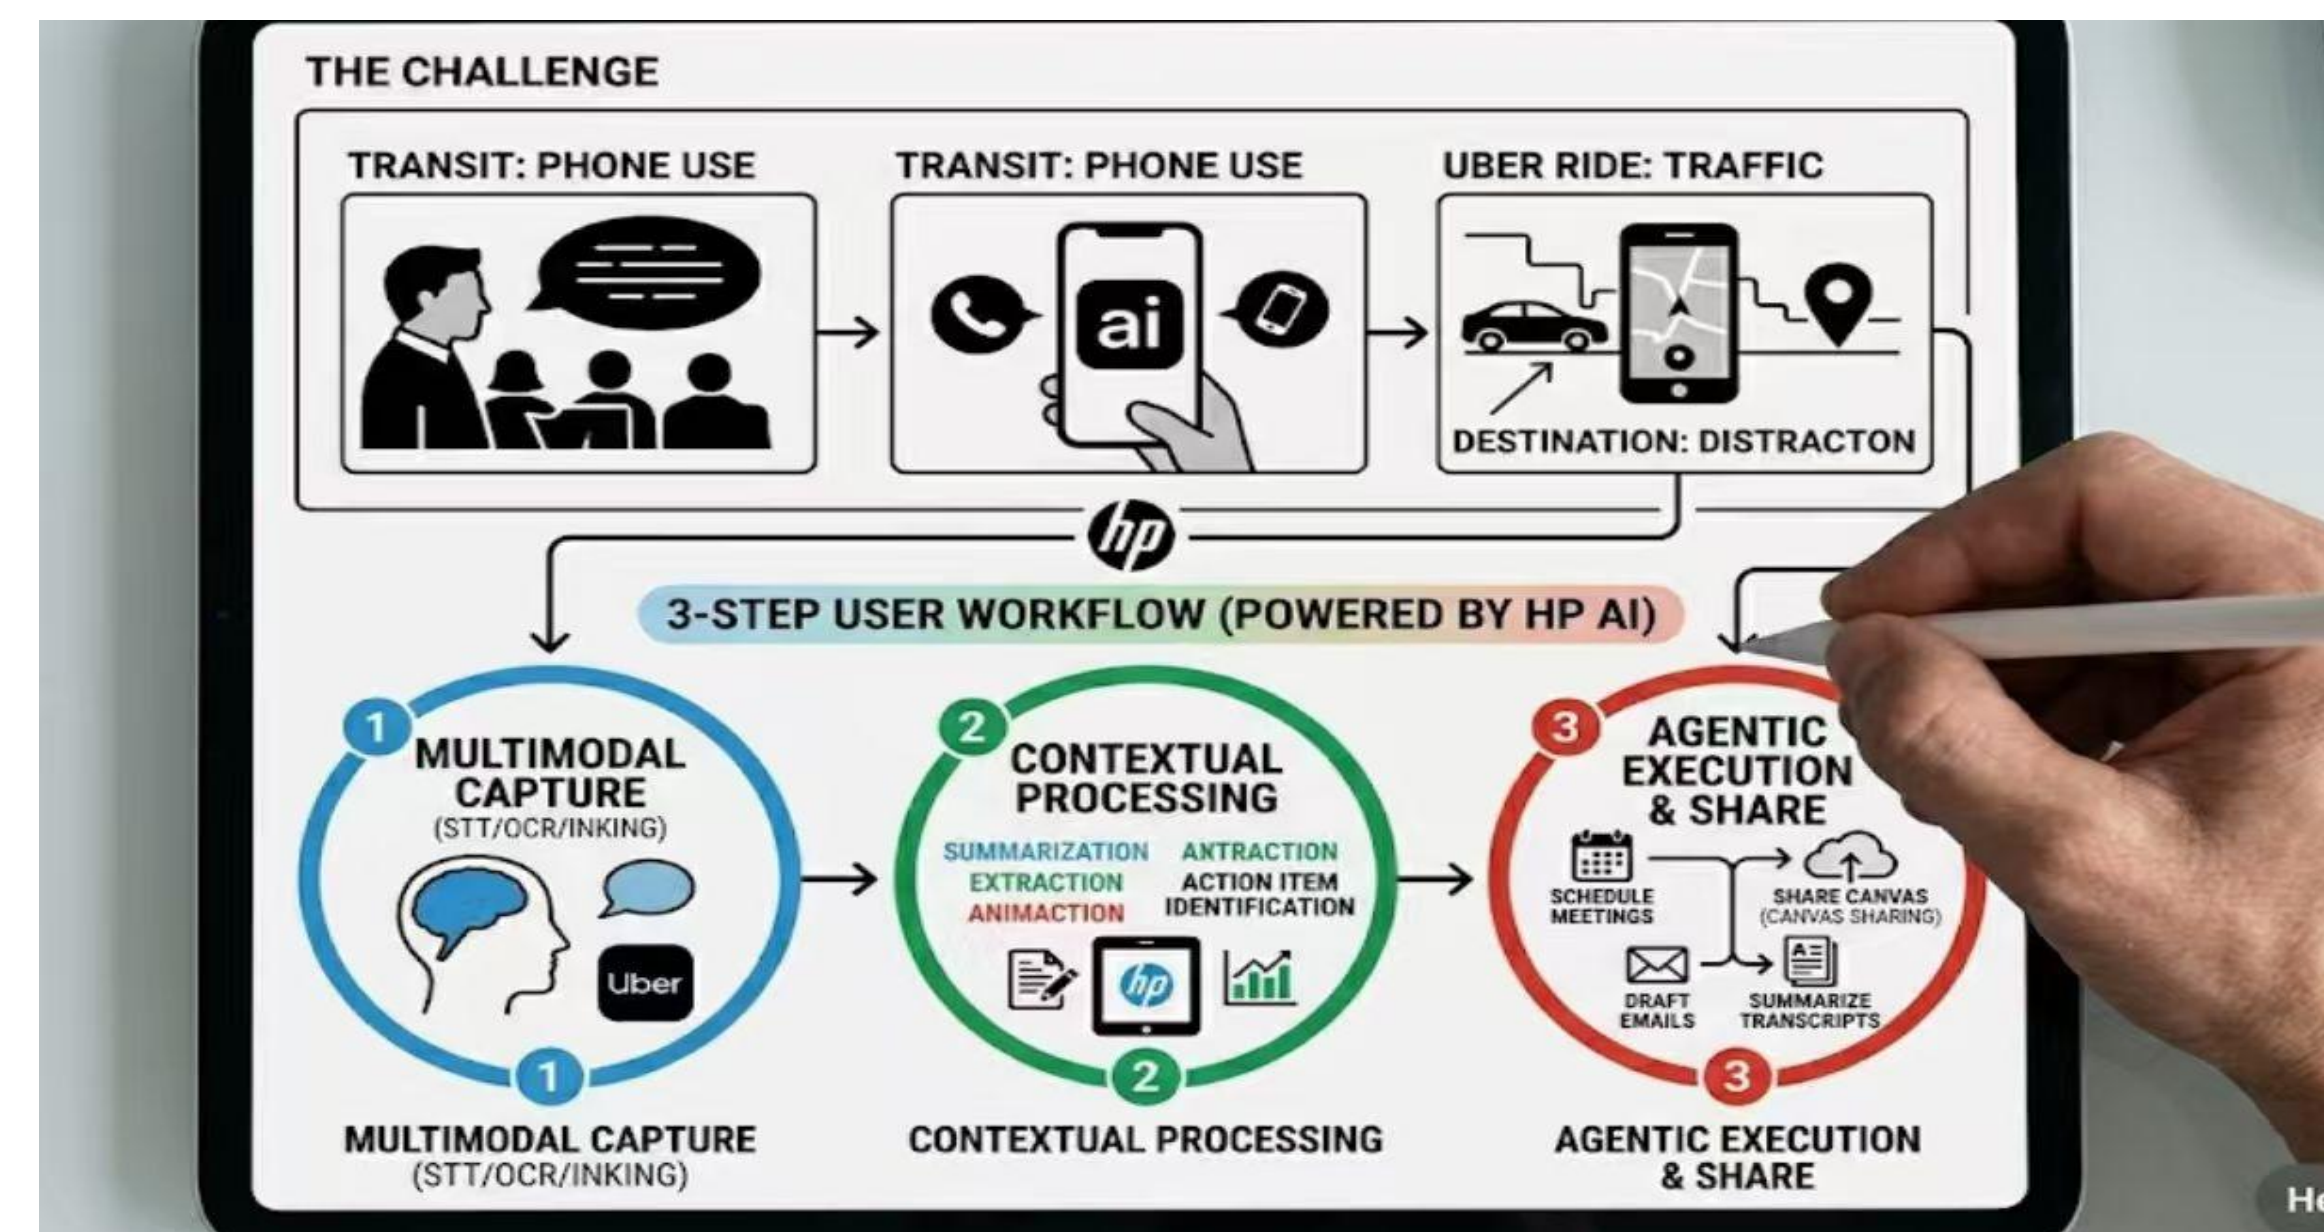 THE CHALLENGE
TRANSIT: PHONE USE
TRANSIT: PHONE USE
UBER RIDE: TRAFFIC
ai
DESTINATION: DISTRACTON
hp
3-STEP USER WORKFLOW (POWERED BY HP AI)
1
MULTIMODAL
CAPTURE
(STT/OCR/INKING)
Uber
1
MULTIMODAL CAPTURE
(STT/OCR/INKING)
2
CONTEXTUAL
PROCESSING
SUMMARIZATION
EXTRACTION
ANIMACTION
ANTRACTION
ACTION ITEM
IDENTIFICATION
hp
2
CONTEXTUAL PROCESSING
3
AGENTIC
EXECUTION
& SHARE
SCHEDULE
MEETINGS
SHARE CANVAS
(CANVAS SHARING)
DRAFT
EMAILS
A
SUMMARIZE
TRANSCRIPTS
3
AGENTIC EXECUTION
& SHARE